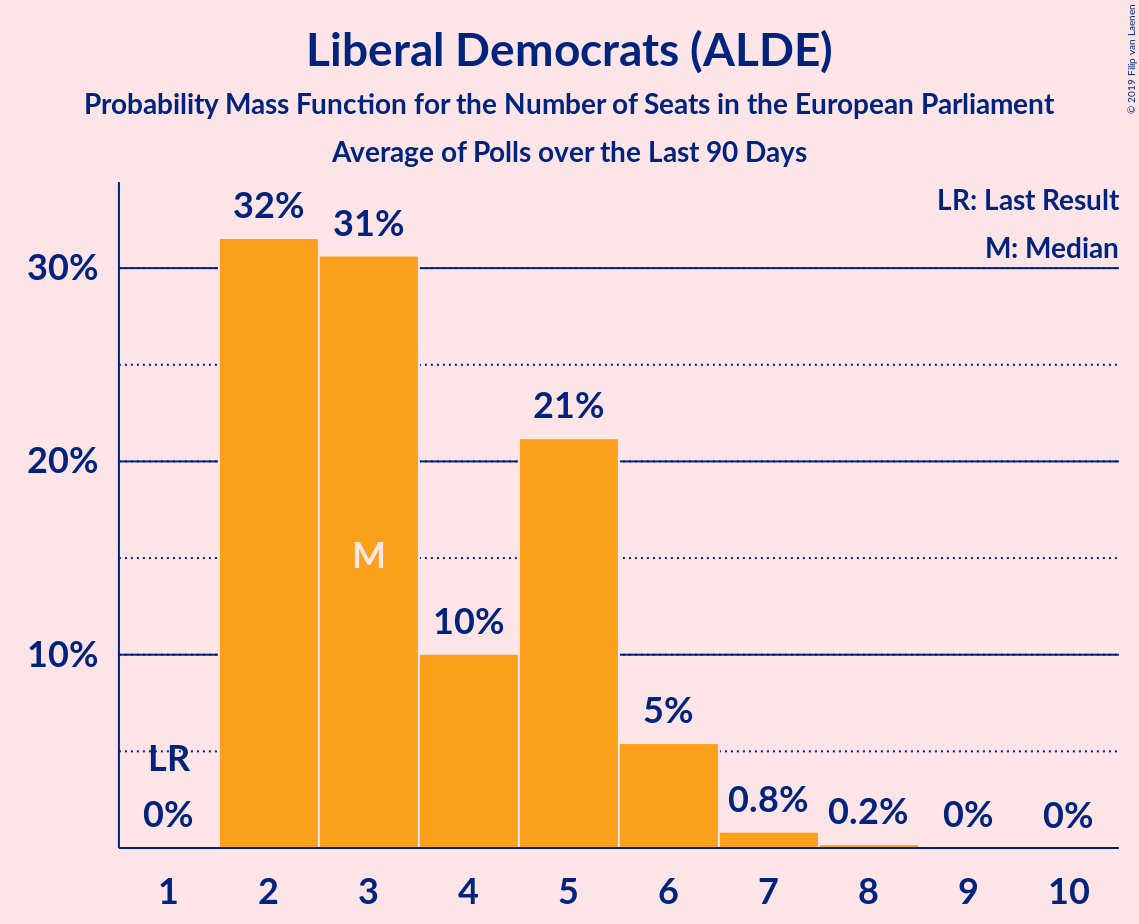 Liberal Democrats (ALDE)
Probability Mass Function for the Number of Seats in the European Parliament
Average of Polls over the Last 90 Days
© 2019 Filip van Laenen
LR: Last Result
M: Median
32%
31%
30%
21%
20%
M
10%
10%
5%
LR
0%
0.8%
0.2%
0%
0%
1 2 3 4 5 6 7 8 9 10